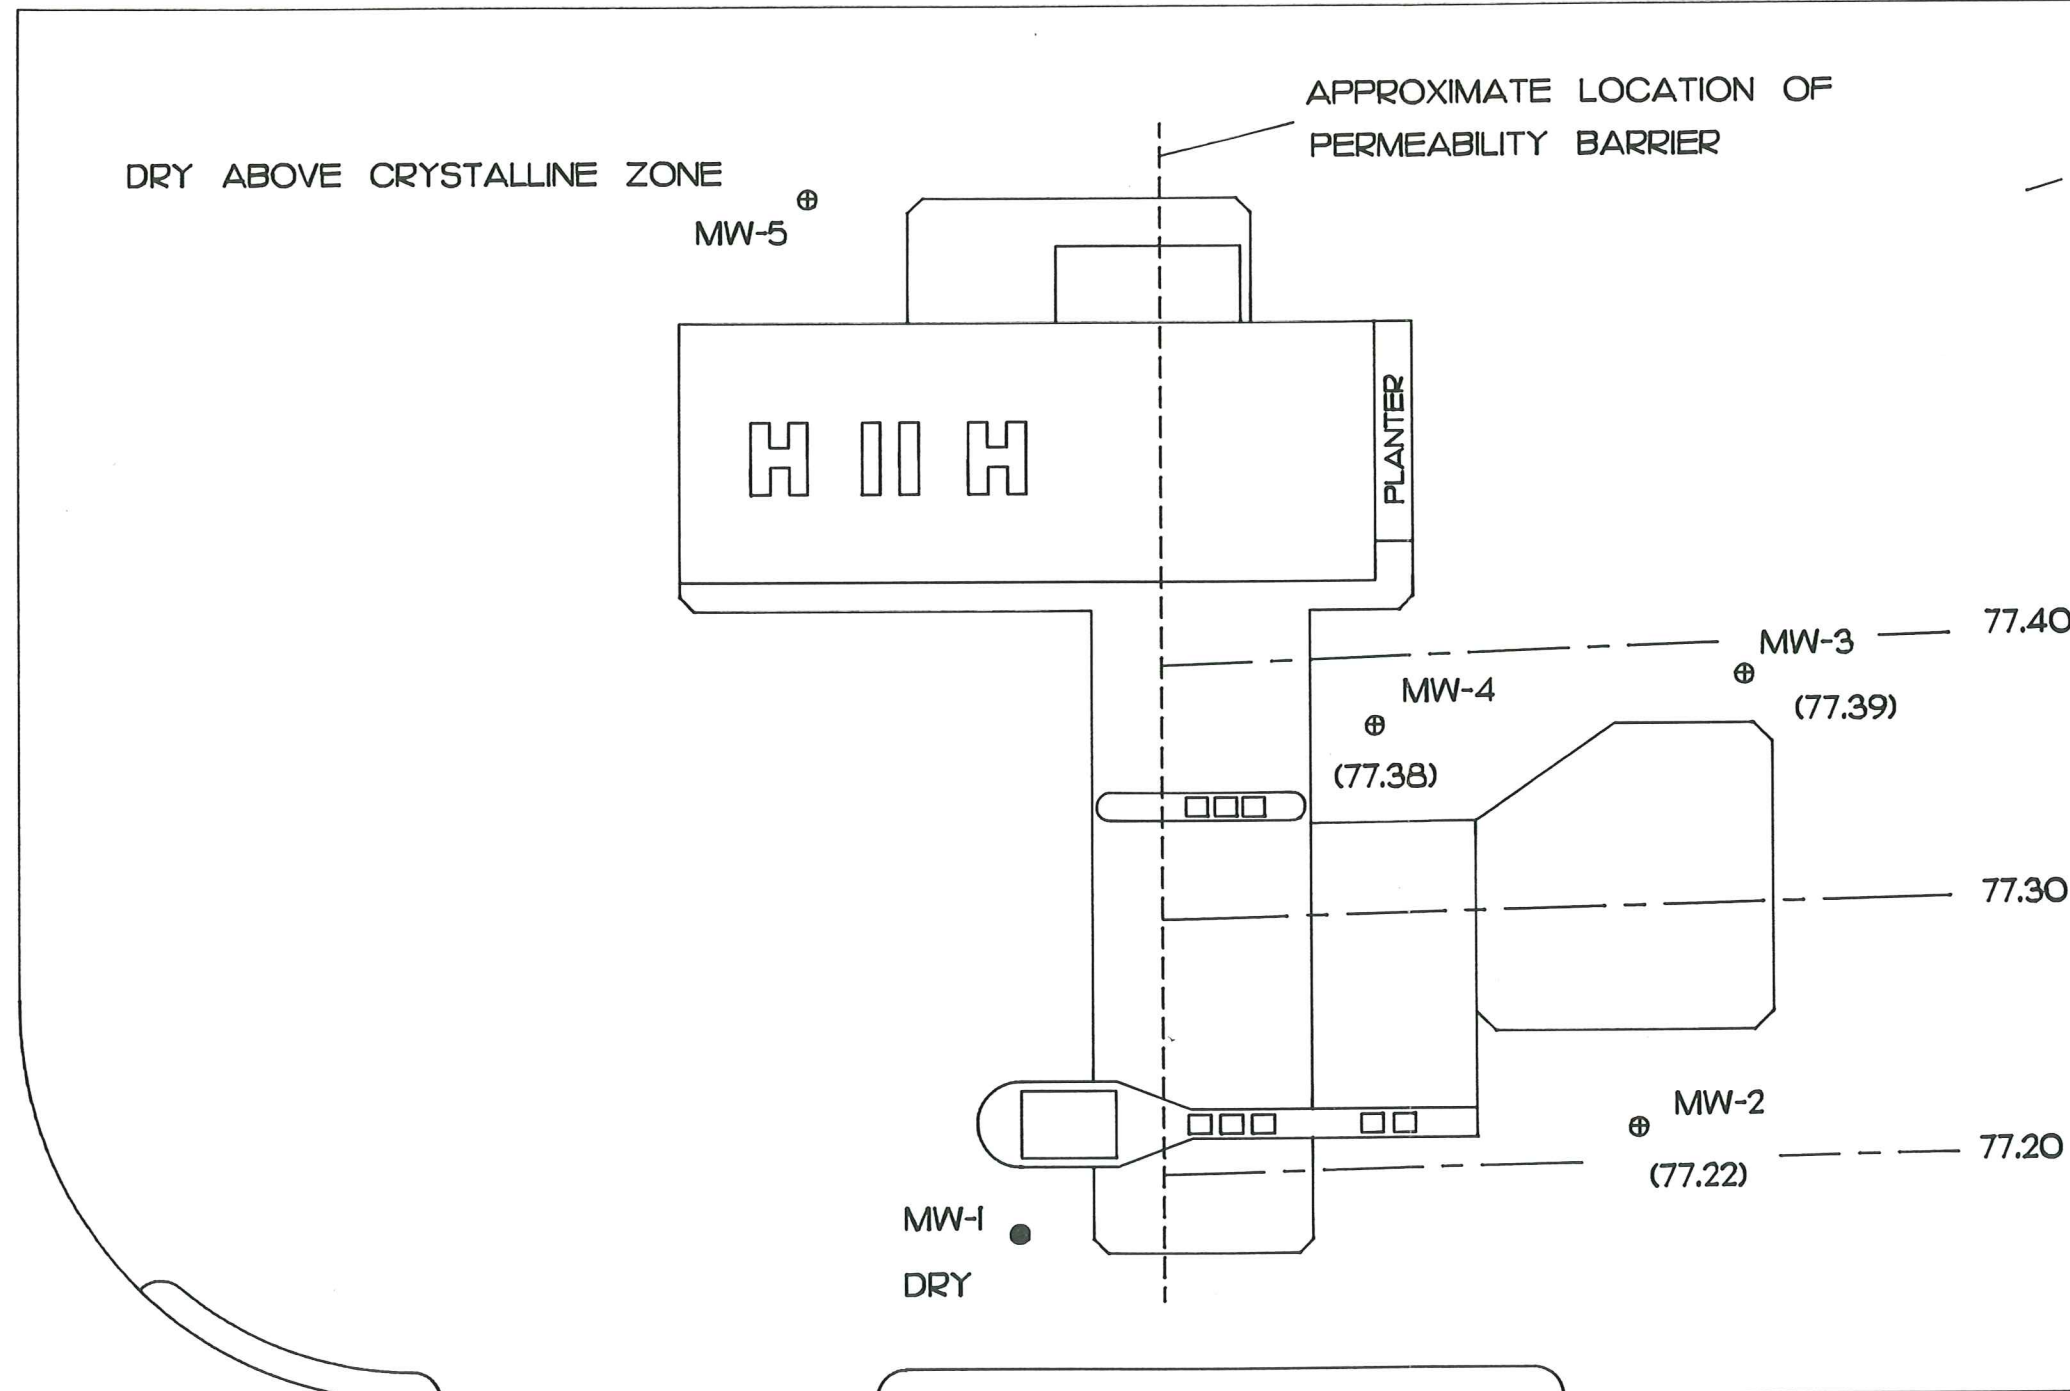 APPROXIMATE LOCATION OF
PERMEABILITY BARRIER
DRY ABOVE CRYSTALLINE ZONE
MW-5
PLANTER
77.40
MW-3
(77.39)
MW-4
(77.38)
77.30
MW-2
77.20
(77.22)
MW-1
DRY